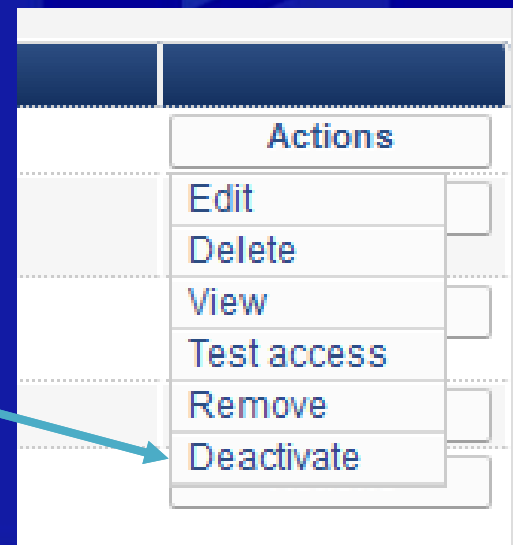 Actions
Edit
Delete
View
Test access
Remove
Deactivate